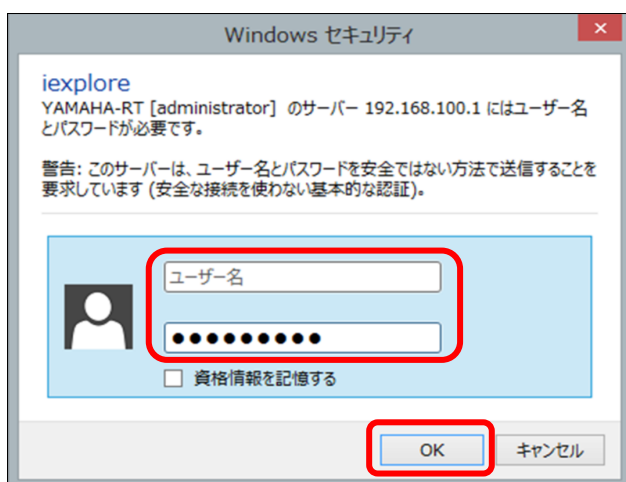 Windows セキュリティ
iexplore
YAMAHA-RT [administrator] のサーバー 192.168.100.1 にはユーザー名
とパスワードが必要です。
警告: このサーバーは、ユーザー名とパスワードを安全ではない方法で送信することを
要求しています (安全な接続を使わない基本的な認証)。
ユーザー名
●●●●●●●●●
資格情報を記憶する
OK
キャンセル